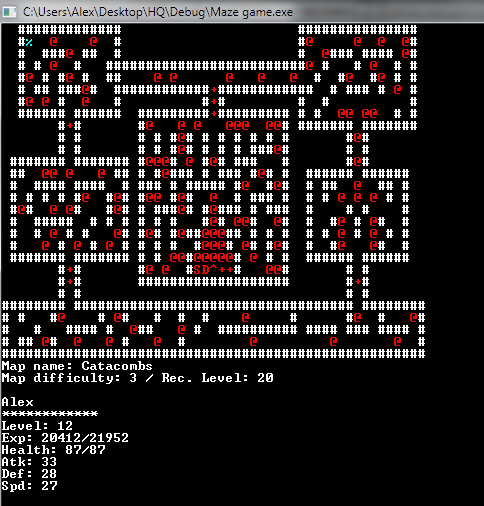 C:\Users\Alex\Desktop\HQ\Debug\Maze game.exe
Map name: Catacombs
Map difficulty: 3 / Rec. Level: 20
Alex
************
Level: 12
Exp: 20412/21952
Health: 87/87
Atk: 33
Def: 28
Spd: 27